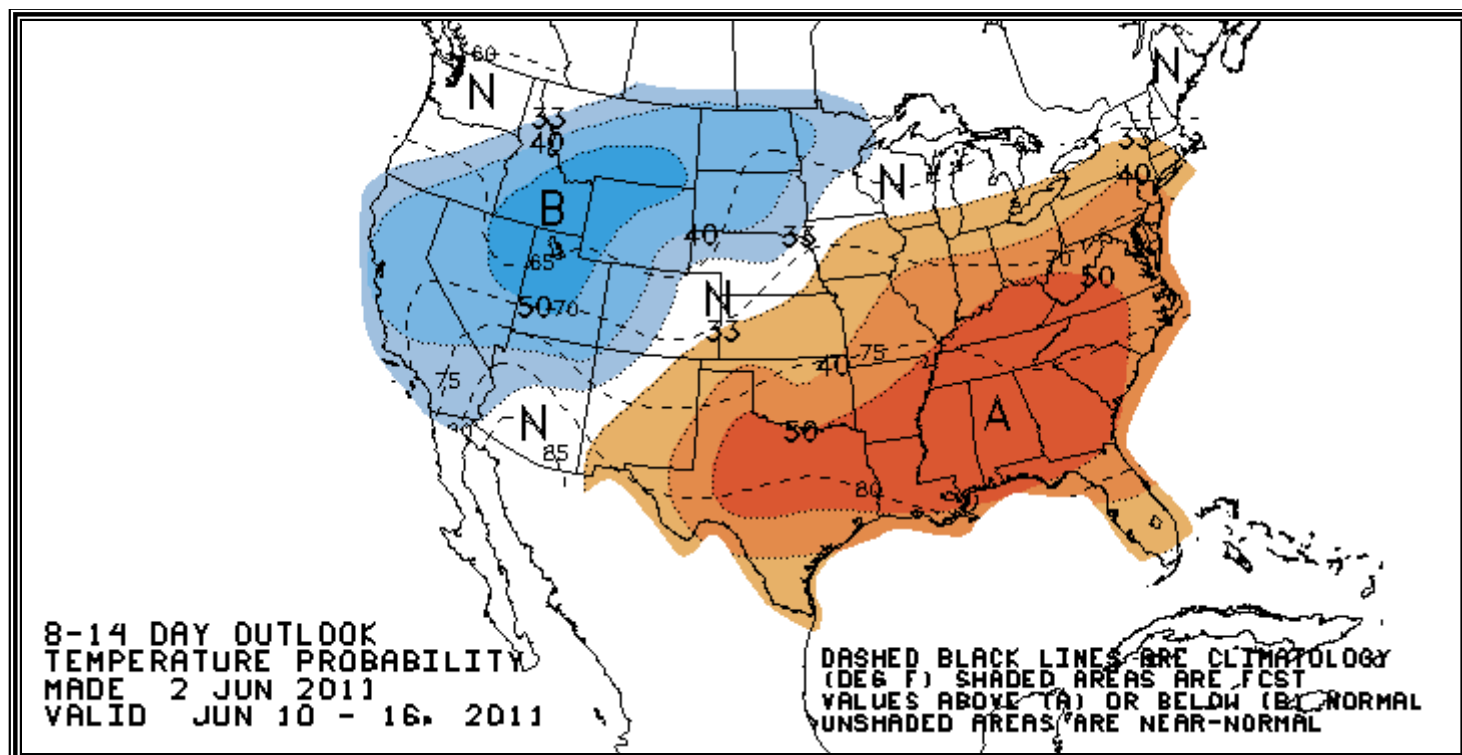 60
N
N
33
40
33
40
B
N
40
33
65
70
50
N
50
70
33
75
40
75
A
N
50
85
80
8-14 DAY OUTLOOK
TEMPERATURE PROBABILITY
MADE 2 JUN 2011
VALID JUN 10 - 16, 2011
DASHED BLACK LINES ARE CLIMATOLOGY
(DEG F) SHADED AREAS ARE FCST
VALUES ABOVE (A) OR BELOW (B) NORMAL
UNSHADED AREAS ARE NEAR-NORMAL